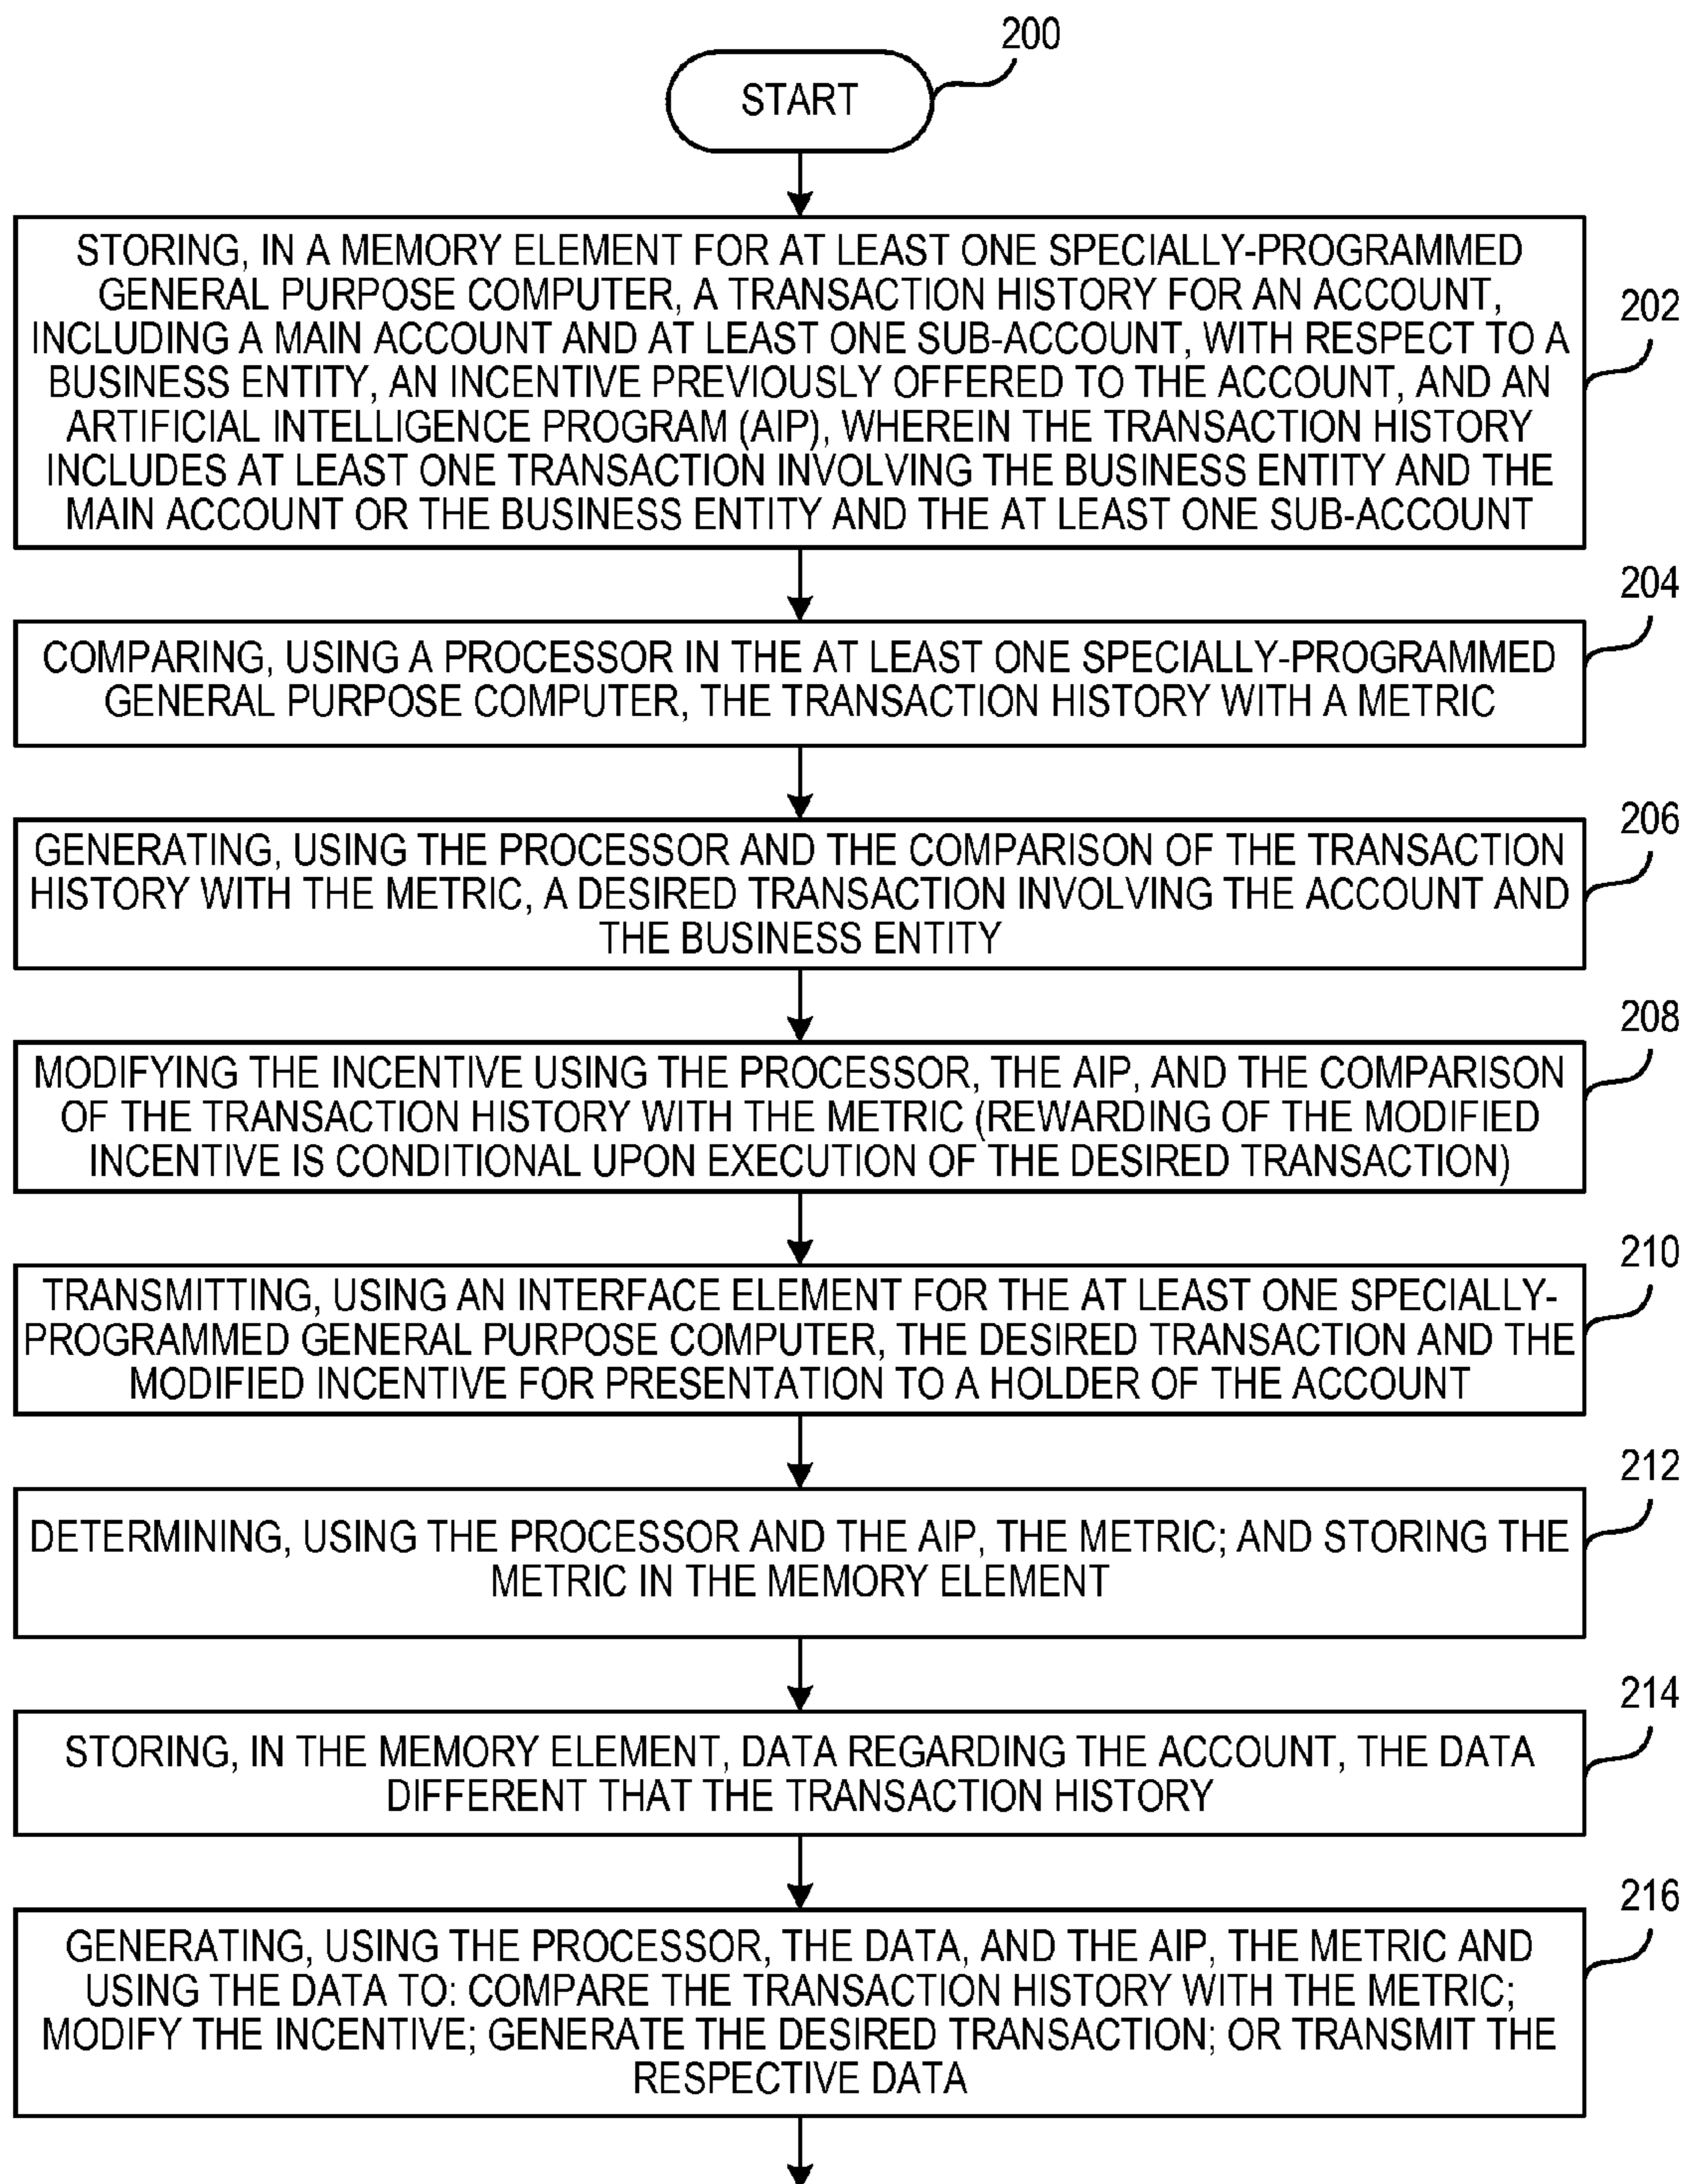 200
START
STORING, IN A MEMORY ELEMENT FOR AT LEAST ONE SPECIALLY-PROGRAMMED
GENERAL PURPOSE COMPUTER, A TRANSACTION HISTORY FOR AN ACCOUNT,
INCLUDING A MAIN ACCOUNT AND AT LEAST ONE SUB-ACCOUNT, WITH RESPECT TO A
BUSINESS ENTITY, AN INCENTIVE PREVIOUSLY OFFERED TO THE ACCOUNT, AND AN
ARTIFICIAL INTELLIGENCE PROGRAM (AIP), WHEREIN THE TRANSACTION HISTORY
INCLUDES AT LEAST ONE TRANSACTION INVOLVING THE BUSINESS ENTITY AND THE
MAIN ACCOUNT OR THE BUSINESS ENTITY AND THE AT LEAST ONE SUB-ACCOUNT
202
COMPARING, USING A PROCESSOR IN THE AT LEAST ONE SPECIALLY-PROGRAMMED
GENERAL PURPOSE COMPUTER, THE TRANSACTION HISTORY WITH A METRIC
204
GENERATING, USING THE PROCESSOR AND THE COMPARISON OF THE TRANSACTION
HISTORY WITH THE METRIC, A DESIRED TRANSACTION INVOLVING THE ACCOUNT AND
THE BUSINESS ENTITY
206
MODIFYING THE INCENTIVE USING THE PROCESSOR, THE AIP, AND THE COMPARISON
OF THE TRANSACTION HISTORY WITH THE METRIC (REWARDING OF THE MODIFIED
INCENTIVE IS CONDITIONAL UPON EXECUTION OF THE DESIRED TRANSACTION)
208
TRANSMITTING, USING AN INTERFACE ELEMENT FOR THE AT LEAST ONE SPECIALLY-
PROGRAMMED GENERAL PURPOSE COMPUTER, THE DESIRED TRANSACTION AND THE
MODIFIED INCENTIVE FOR PRESENTATION TO A HOLDER OF THE ACCOUNT
210
DETERMINING, USING THE PROCESSOR AND THE AIP, THE METRIC; AND STORING THE
METRIC IN THE MEMORY ELEMENT
212
STORING, IN THE MEMORY ELEMENT, DATA REGARDING THE ACCOUNT, THE DATA
DIFFERENT THAT THE TRANSACTION HISTORY
214
GENERATING, USING THE PROCESSOR, THE DATA, AND THE AIP, THE METRIC AND
USING THE DATA TO: COMPARE THE TRANSACTION HISTORY WITH THE METRIC;
MODIFY THE INCENTIVE; GENERATE THE DESIRED TRANSACTION; OR TRANSMIT THE
RESPECTIVE DATA
216